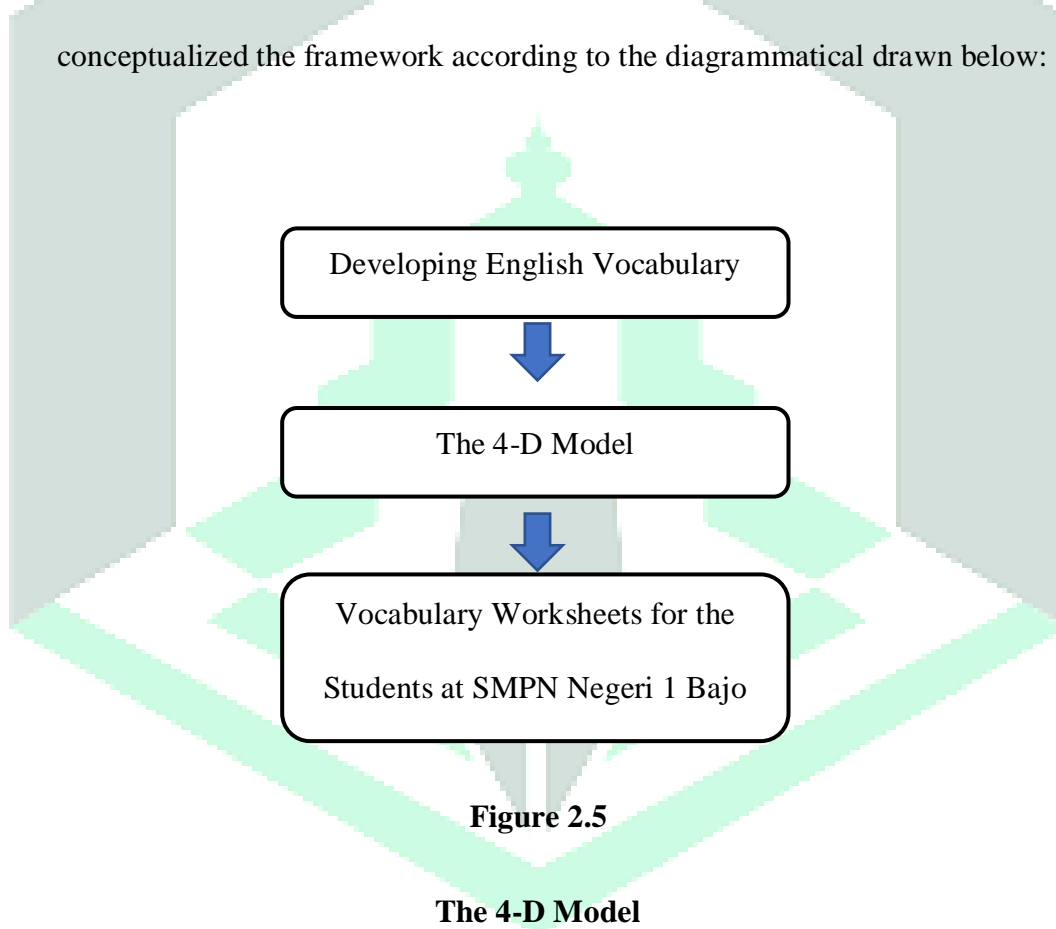 conceptualized the framework according to the diagrammatical drawn below:
Developing English Vocabulary
The 4-D Model
Vocabulary Worksheets for the
Students at SMPN Negeri 1 Bajo
Figure 2.5
The 4-D Model